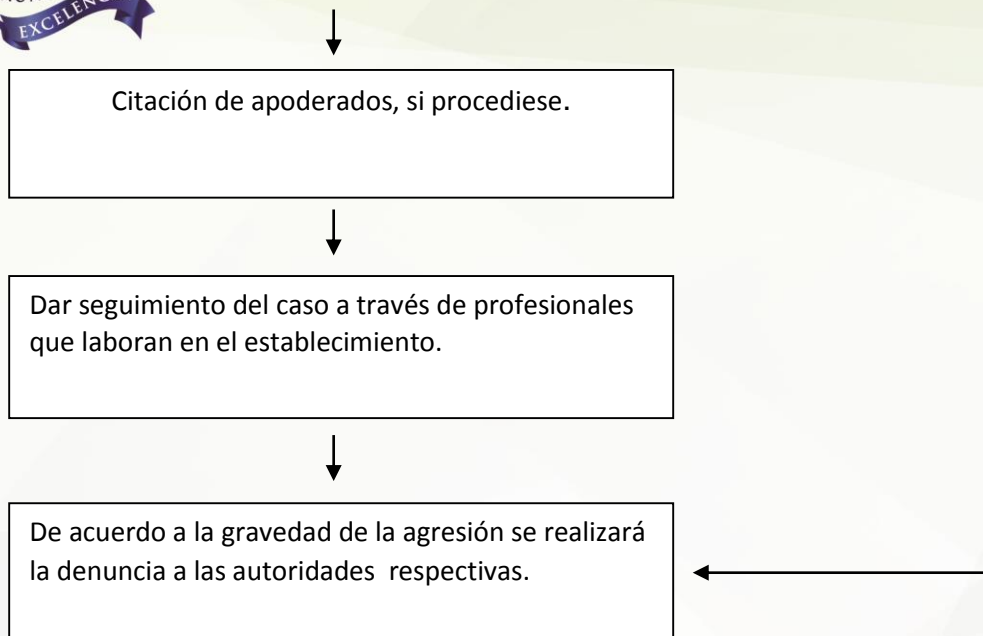 EXCELENC
Citación de apoderados, si procediese.
Dar seguimiento del caso a través de profesionales
que laboran en el establecimiento.
De acuerdo a la gravedad de la agresión se realizará
la denuncia a las autoridades respectivas.